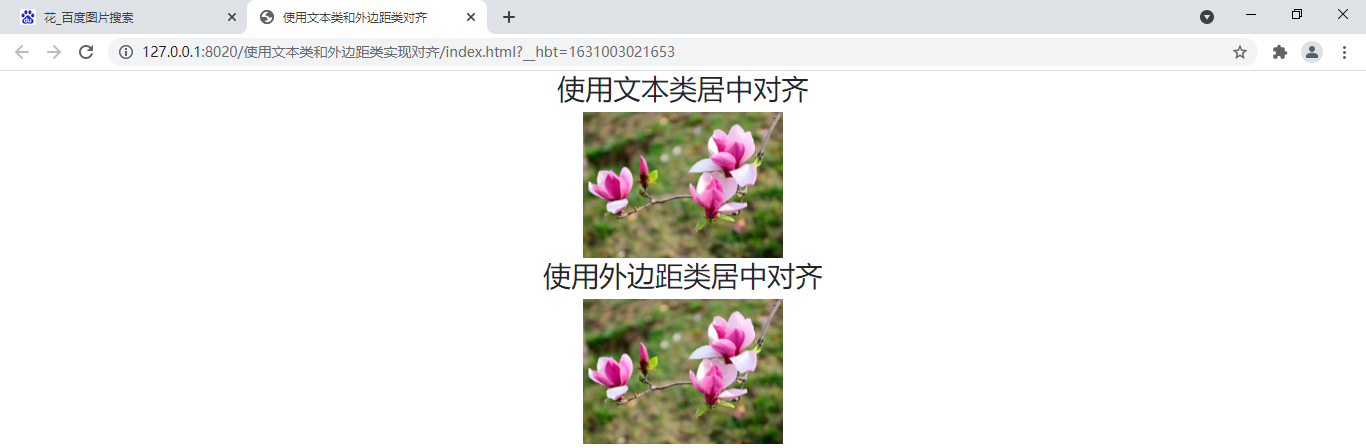 花_百度图片搜索
使用文本类和外边距类对齐
127.0.0.1:8020/使用文本类和外边距类实现对齐/index.html?__hbt=1631003021653
使用文本类居中对齐
使用外边距类居中对齐